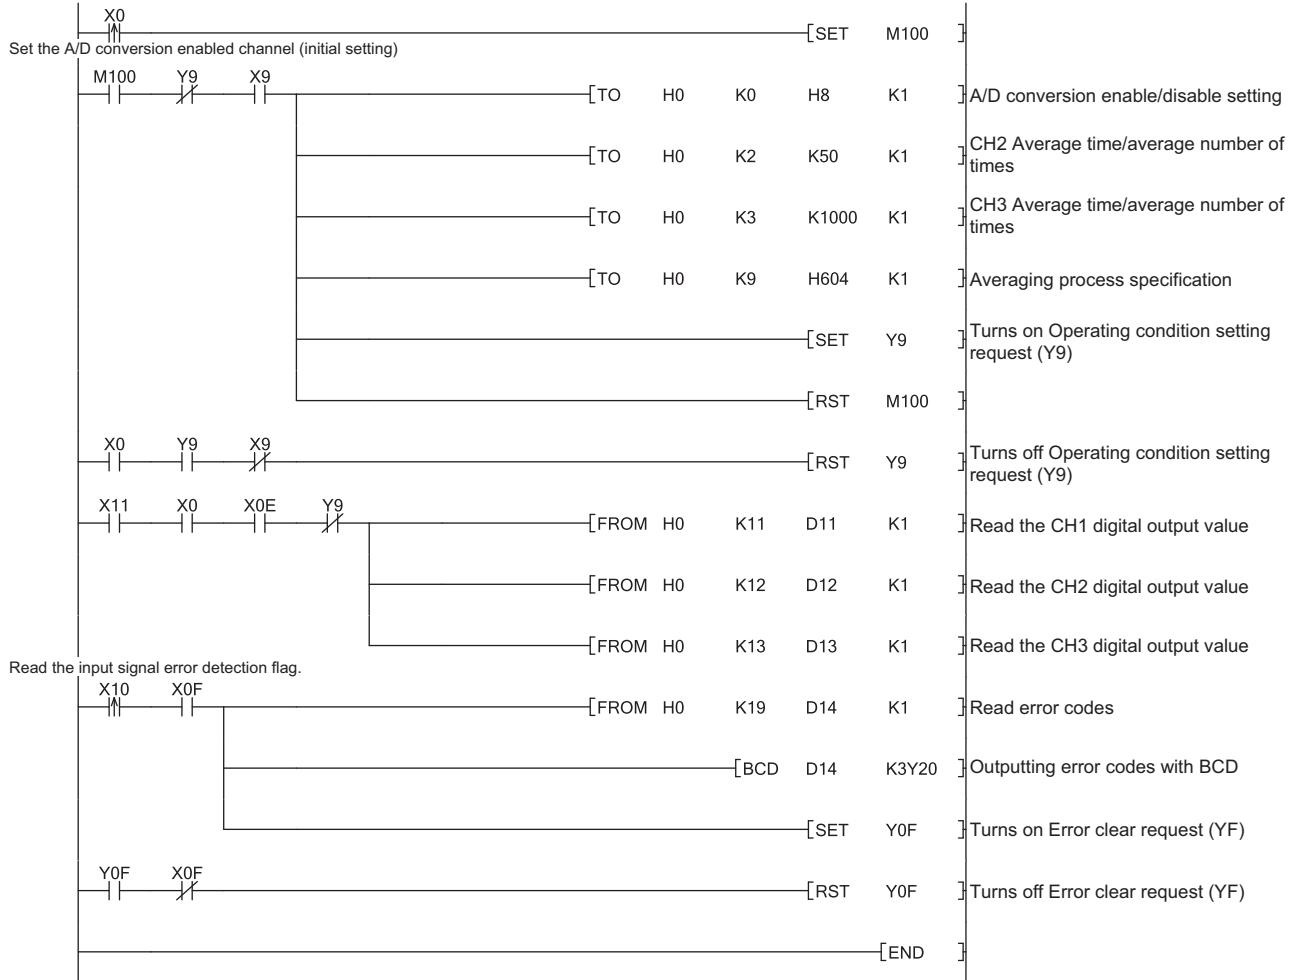 X0
[SET M100 ]
Set the A/D conversion enabled channel (initial setting)
M100 Y9 X9
[TO H0 K0 H8 K1 ] A/D conversion enable/disable setting
[TO H0 K2 K50 K1 ] CH2 Average time/average number of
times
[TO H0 K3 K1000 K1 ] CH3 Average time/average number of
times
[TO H0 K9 H604 K1 ] Averaging process specification
[SET Y9 ] Turns on Operating condition setting
request (Y9)
[RST M100 ]
X0 Y9 X9
[RST Y9 ] Turns off Operating condition setting
request (Y9)
X11 X0 X0E Y9
[FROM H0 K11 D11 K1 ] Read the CH1 digital output value
[FROM H0 K12 D12 K1 ] Read the CH2 digital output value
[FROM H0 K13 D13 K1 ] Read the CH3 digital output value
Read the input signal error detection flag.
X10 X0F
[FROM H0 K19 D14 K1 ] Read error codes
[BCD D14 K3Y20 ] Outputting error codes with BCD
[SET Y0F ] Turns on Error clear request (YF)
Y0F X0F
[RST Y0F ] Turns off Error clear request (YF)
[END ]